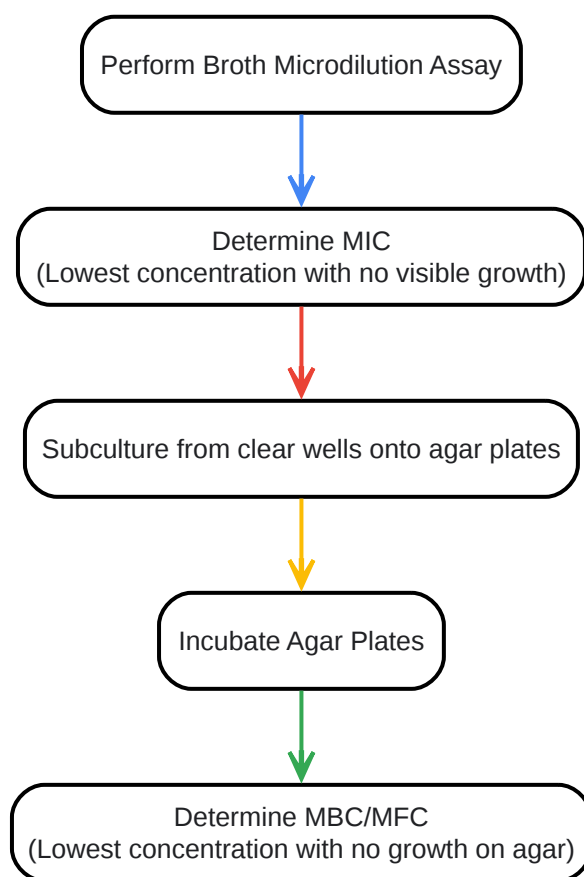 Perform Broth Microdilution Assay
Determine MIC
(Lowest concentration with no visible growth)
Subculture from clear wells onto agar plates
Incubate Agar Plates
Determine MBC/MFC
(Lowest concentration with no growth on agar)